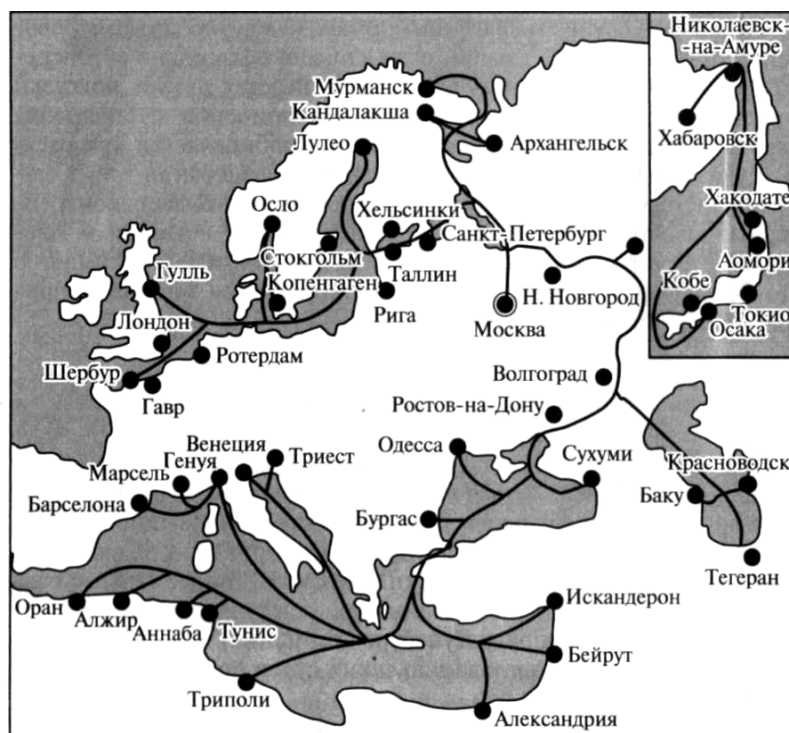 Николаевск-
-на-Амуре
Мурманск
Кандалакша
Архангельск
Хабаровск
Лулео
Осло
Хельсинки
Хакодате
Санкт-Петербург
Стокгольм
Таллин
Аомори
Гулль
Копенгаген
Рига
Н. Новгород
Кобе
Токио
Лондон
Москва
Осака
Ротердам
Шербур
Гавр
Волгоград
Ростов-на-Дону
Венеция
Триест
Одесса
Сухуми
Генуя
Марсель
Красноводск
Барселона
Баку
Бургас
Тегеран
Оран
Алжир
Аннаба
Тунис
Искандерон
Бейрут
Триполи
Александрия